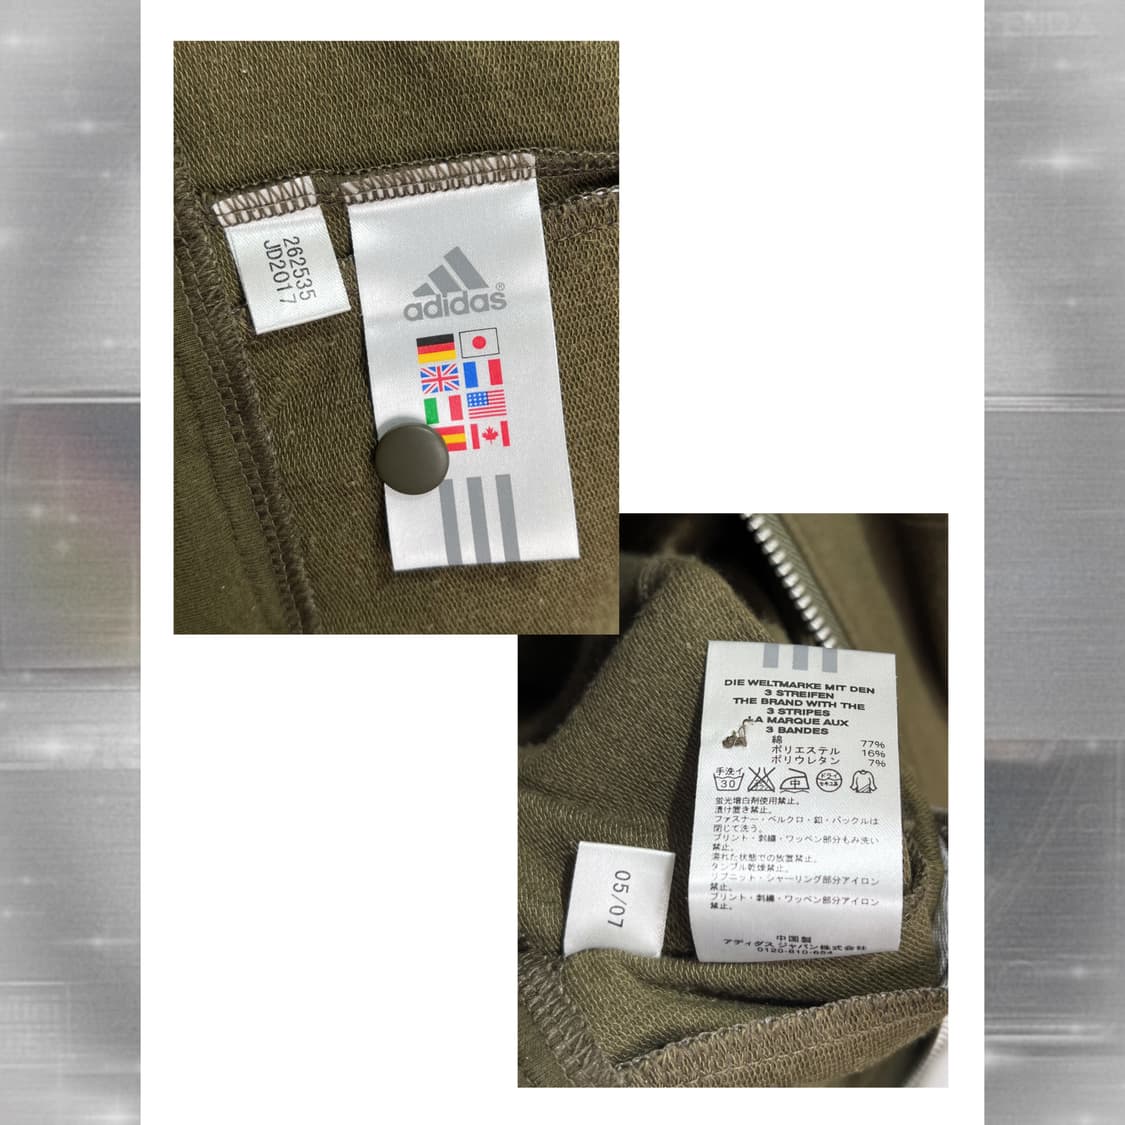 262535
JD2017
adidas®
DIE WELTMARKE MIT DEN
3 STREIFEN
THE BRAND WITH THE
3 STRIPES
LA MARQUE AUX
3 BANDES
綿 77%
ポリエステル 16%
ポリウレタン 7%
手洗イ
30
中
ドライ
セキユ系
蛍光増白剤使用禁止。
漬け置き禁止。
ファスナー・ベルクロ・釦・バックルは
閉じて洗う。
プリント・刺繍・ワッペン部分もみ洗い
禁止。
濡れた状態での放置禁止。
タンブル乾燥禁止。
リブニット・シャーリング部分アイロン
禁止。
プリント・刺繍・ワッペン部分アイロン
禁止。
中国製
アディダス ジャパン株式会社
0120-810-654
05/07